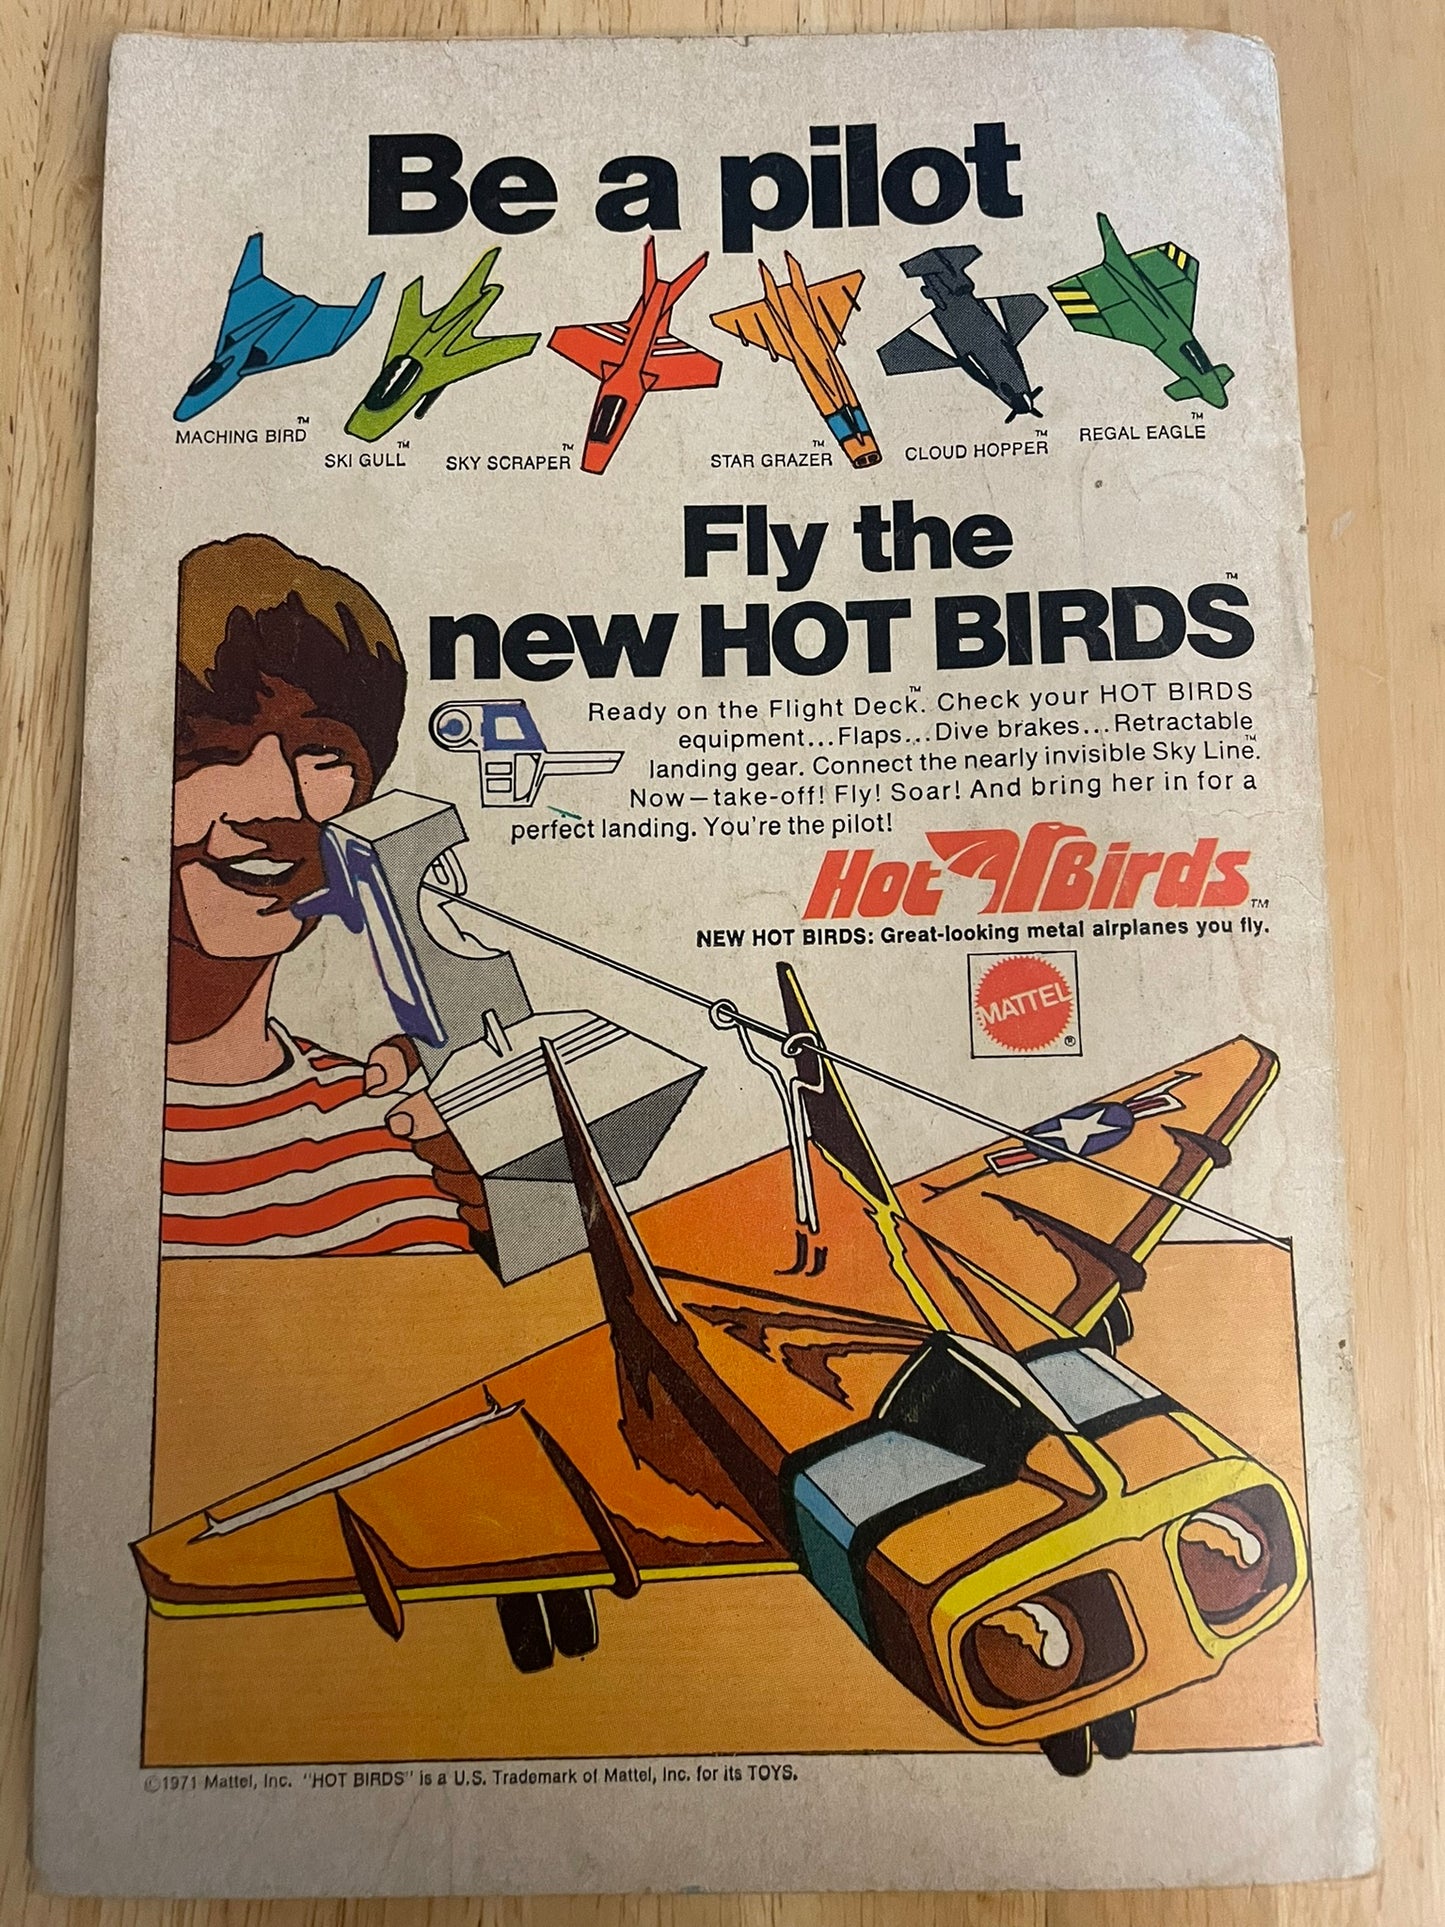 Be a pilot
MACHING BIRD™
SKI GULL™
SKY SCRAPER™
STAR GRAZER™
CLOUD HOPPER™
REGAL EAGLE™
Fly the
new HOT BIRDS™
Ready on the Flight Deck™. Check your HOT BIRDS
equipment...Flaps...Dive brakes...Retractable
landing gear. Connect the nearly invisible Sky Line™.
Now—take-off! Fly! Soar! And bring her in for a
perfect landing. You're the pilot!
Hot Birds™
NEW HOT BIRDS: Great-looking metal airplanes you fly.
MATTEL®
©1971 Mattel, Inc. "HOT BIRDS" is a U.S. Trademark of Mattel, Inc. for its TOYS.